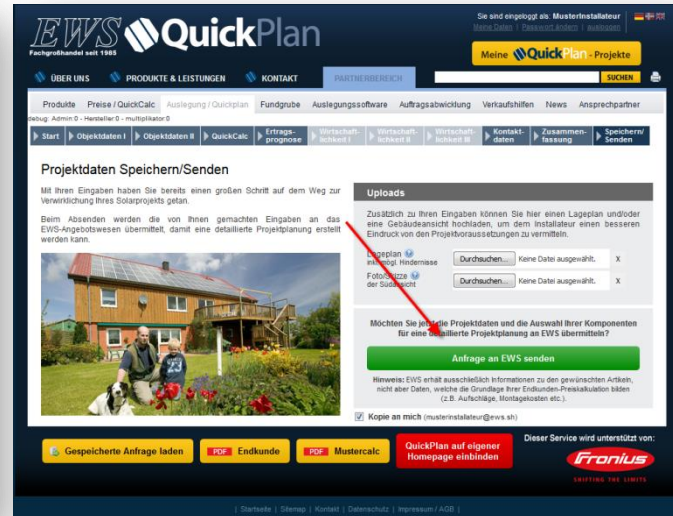 EWS QuickPlan
Fachgroßhandel seit 1985
Sie sind eingeloggt als: MusterInstallateur
Meine Daten | Passwort ändern | ausloggen
Meine QuickPlan - Projekte
ÜBER UNS PRODUKTE & LEISTUNGEN KONTAKT PARTNERBEREICH SUCHEN
Produkte Preise / QuickCalc Auslegung / Quickplan Fundgrube Auslegungssoftware Auftragsabwicklung Verkaufshilfen News Ansprechpartner
debug: Admin:0 - Hersteller:0 - multiplikator:0
Start Objektdaten I Objektdaten II QuickCalc Ertrags- Wirtschaft- Wirtschaft- Wirtschaft- Kontakt- Zusammen- Speichern/
prognose lichkeit I lichkeit II lichkeit III daten fassung Senden
Projektdaten Speichern/Senden
Mit Ihren Eingaben haben Sie bereits einen großen Schritt auf dem Weg zur
Verwirklichung Ihres Solarprojekts getan.
Beim Absenden werden die von Ihnen gemachten Eingaben an das
EWS-Angebotswesen übermittelt, damit eine detaillierte Projektplanung erstellt
werden kann.
Uploads
Zusätzlich zu Ihren Eingaben können Sie hier einen Lageplan und/oder
eine Gebäudeansicht hochladen, um dem Installateur einen besseren
Eindruck von den Projektvoraussetzungen zu vermitteln.
Lageplan
inkl. mögl. Hindernisse Durchsuchen... Keine Datei ausgewählt. X
Foto/Skizze
der Südansicht Durchsuchen... Keine Datei ausgewählt. X
Möchten Sie jetzt die Projektdaten und die Auswahl Ihrer Komponenten
für eine detaillierte Projektplanung an EWS übermitteln?
Anfrage an EWS senden
Hinweis: EWS erhält ausschließlich Informationen zu den gewünschten Artikeln,
nicht aber Daten, welche die Grundlage Ihrer Endkunden-Preiskalkulation bilden
(z.B. Aufschläge, Montagekosten etc.).
Kopie an mich (musterinstallateur@ews.sh)
Gespeicherte Anfrage laden
PDF Endkunde
PDF Mustercalc
QuickPlan auf eigener
Homepage einbinden
Dieser Service wird unterstützt von:
Fronius
SHIFTING THE LIMITS
| Startseite | Sitemap | Kontakt | Datenschutz | Impressum / AGB |